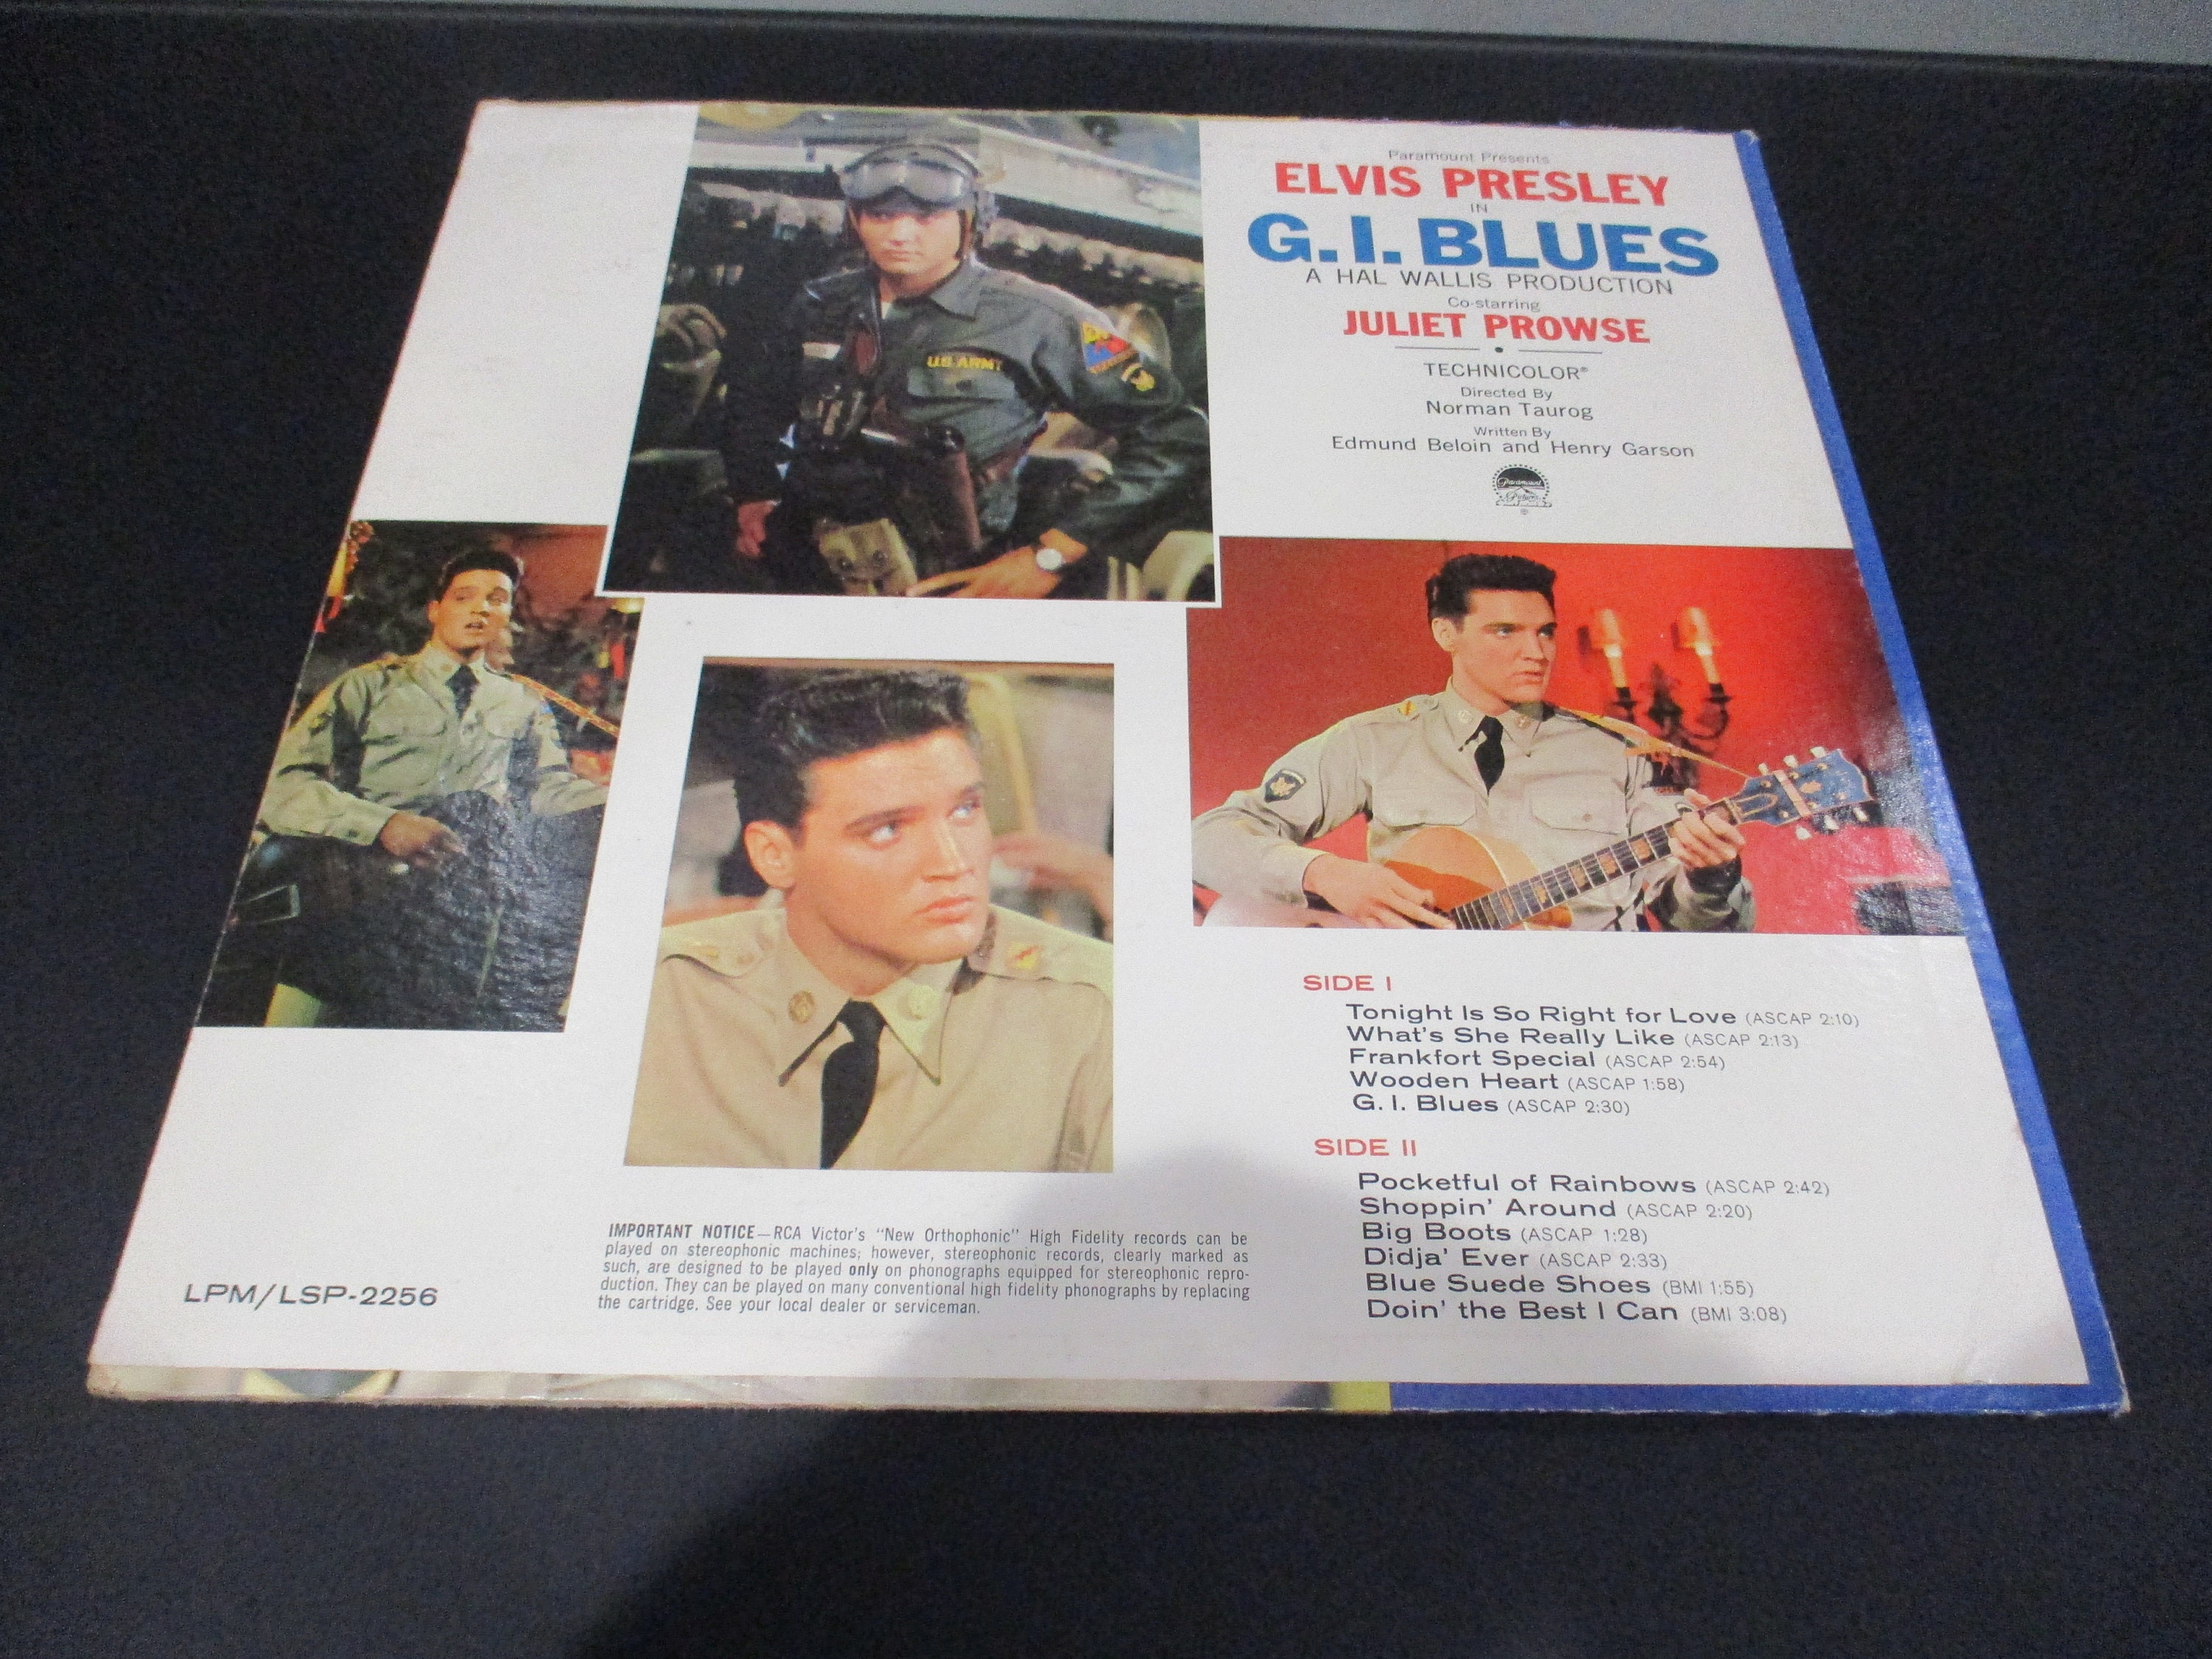 Paramount Presents
ELVIS PRESLEY
IN
G.I. BLUES
A HAL WALLIS PRODUCTION
Co-starring
JULIET PROWSE
TECHNICOLOR®
Directed By
Norman Taurog
Written By
Edmund Beloin and Henry Garson
Paramount
®
U.S. ARMY
SIDE I
Tonight Is So Right for Love (ASCAP 2:10)
What's She Really Like (ASCAP 2:13)
Frankfort Special (ASCAP 2:54)
Wooden Heart (ASCAP 1:58)
G. I. Blues (ASCAP 2:30)
SIDE II
Pocketful of Rainbows (ASCAP 2:42)
Shoppin' Around (ASCAP 2:20)
Big Boots (ASCAP 1:28)
Didja' Ever (ASCAP 2:33)
Blue Suede Shoes (BMI 1:55)
Doin' the Best I Can (BMI 3:08)
IMPORTANT NOTICE—RCA Victor's "New Orthophonic" High Fidelity records can be
played on stereophonic machines; however, stereophonic records, clearly marked as
such, are designed to be played only on phonographs equipped for stereophonic repro-
duction. They can be played on many conventional high fidelity phonographs by replacing
the cartridge. See your local dealer or serviceman.
LPM/LSP-2256